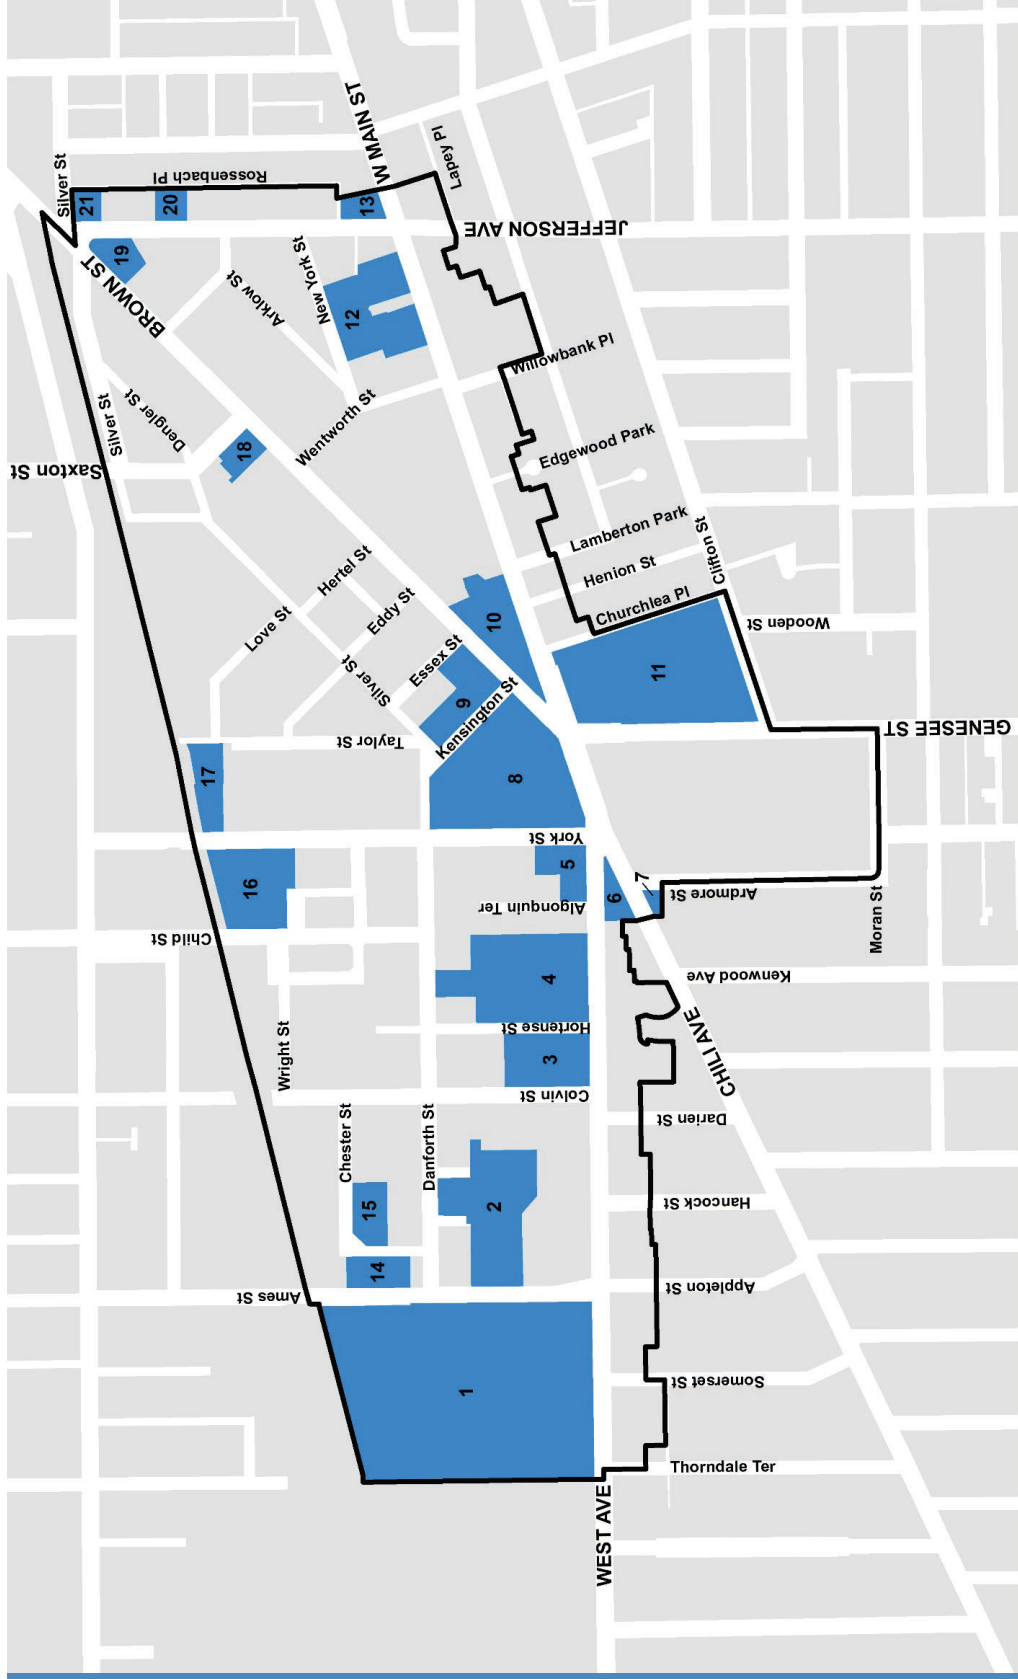 Silver St
Rossenbach Pl
W MAIN ST
Lapey Pl
JEFFERSON AVE
21
20
13
19
BROWN ST
Arklow St
New York St
12
Dengler St
Silver St
Saxton St
18
Wentworth St
Willowbank Pl
Edgewood Park
Lamberton Park
Henion St
Churchlea Pl
Clifton St
Wooden St
Hertel St
Love St
Eddy St
Silver St
Essex St
10
9
Kensington St
11
GENESEE ST
Taylor St
17
8
York St
5
7
Ardmore St
6
Algonquin Ter
16
Child St
Moran St
Kenwood Ave
4
Hortense St
Wright St
3
Colvin St
CHILI AVE
Darien St
Chester St
Danforth St
Hancock St
15
2
14
Ames St
Appleton St
1
Somerset St
Thorndale Ter
WEST AVE